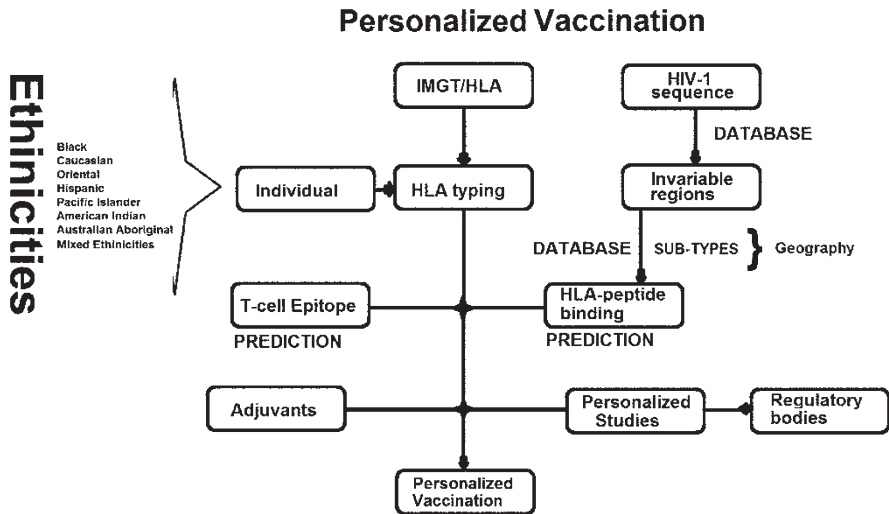 Personalized Vaccination
Ethinicities
Black
Caucasian
Oriental
Hispanic
Pacific Islander
American Indian
Australian Aboriginal
Mixed Ethinicities
IMGT/HLA
HIV-1
sequence
DATABASE
Individual
HLA typing
Invariable
regions
DATABASE SUB-TYPES } Geography
T-cell Epitope
PREDICTION
HLA-peptide
binding
PREDICTION
Adjuvants
Personalized
Studies
Regulatory
bodies
Personalized
Vaccination